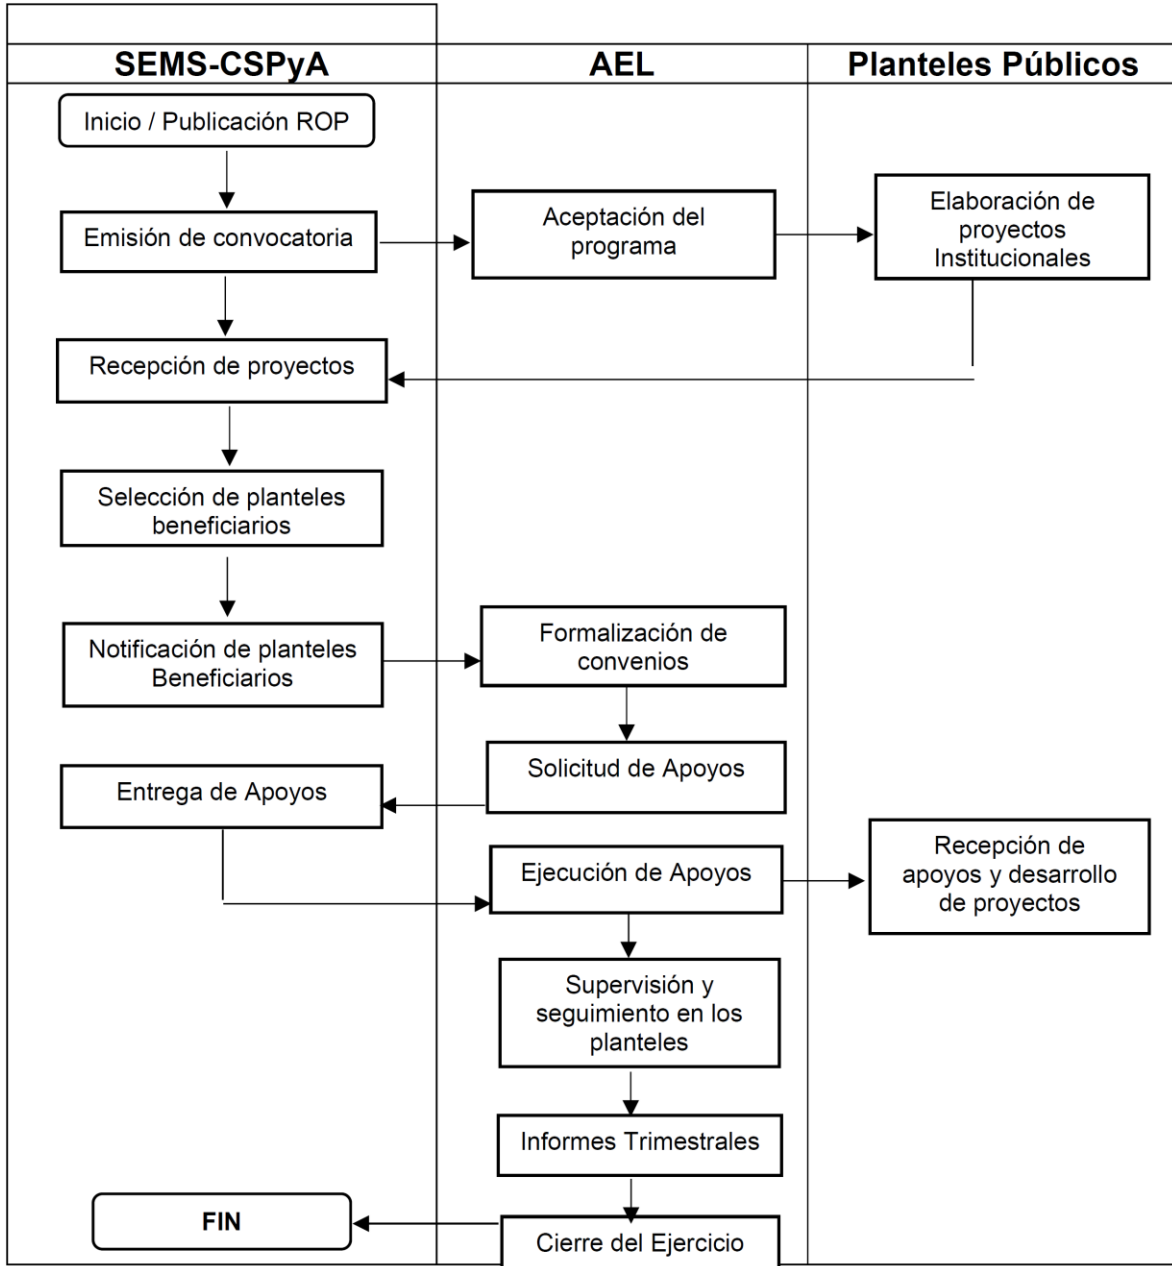 SEMS-CSPyA
AEL
Planteles Públicos
Inicio / Publicación ROP
Emisión de convocatoria
Aceptación del
programa
Elaboración de
proyectos
Institucionales
Recepción de proyectos
Selección de planteles
beneficiarios
Notificación de planteles
Beneficiarios
Formalización de
convenios
Solicitud de Apoyos
Entrega de Apoyos
Ejecución de Apoyos
Recepción de
apoyos y desarrollo
de proyectos
Supervisión y
seguimiento en los
planteles
Informes Trimestrales
Cierre del Ejercicio
FIN